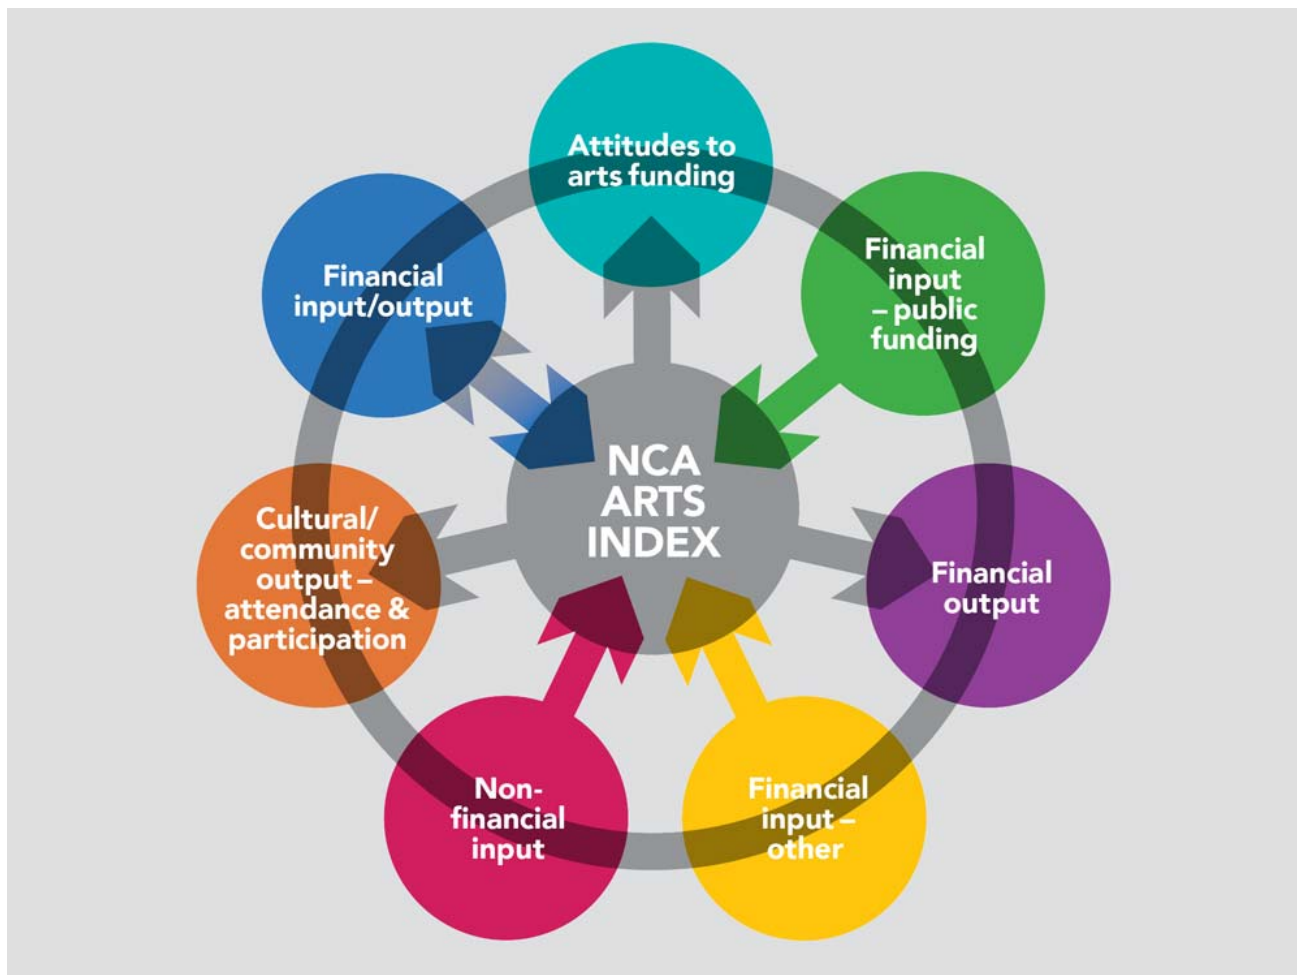 Attitudes to
arts funding
Financial
input
– public
funding
Financial
output
Financial
input –
other
Non-
financial
input
Cultural/
community
output –
attendance &
participation
Financial
input/output
NCA
ARTS
INDEX